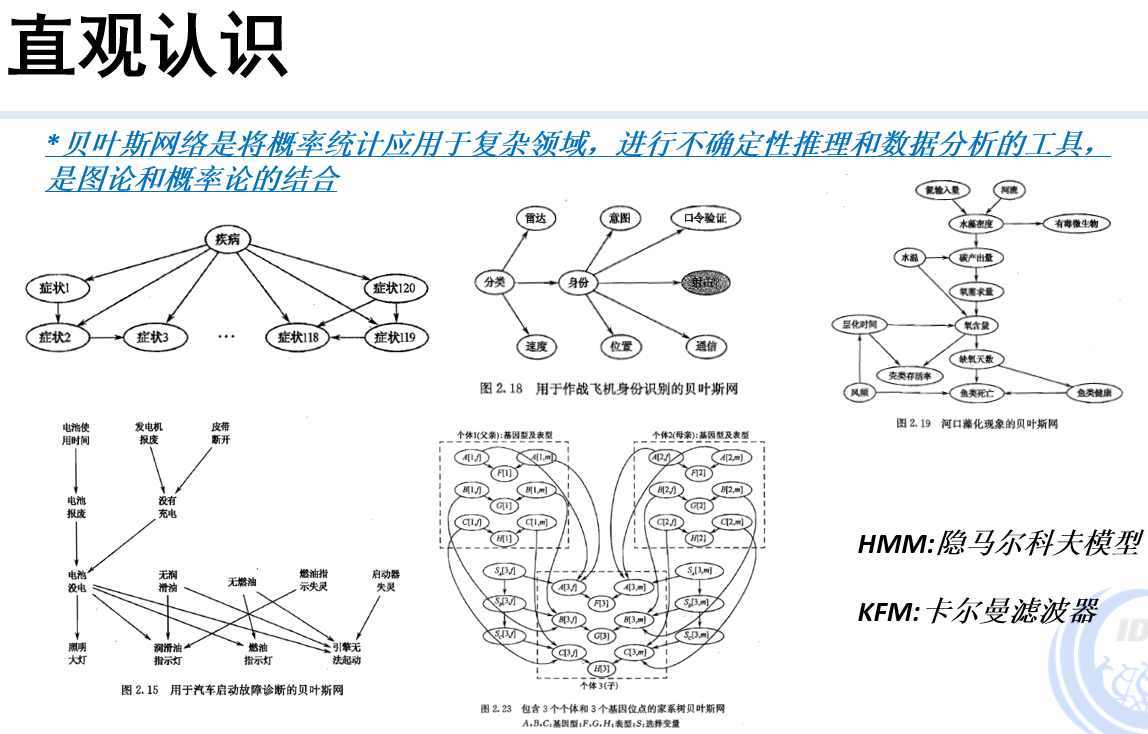 直观认识
*贝叶斯网络是将概率统计应用于复杂领域，进行不确定性推理和数据分析的工具，
是图论和概率论的结合
疾病
症状1
症状120
症状2
症状3
…
症状118
症状119
雷达
意图
口令验证
分类
身份
速度
位置
通信
图 2.18 用于作战飞机身份识别的贝叶斯网
氮输入量
河流
水藻密度
有毒微生物
水温
碳产出量
氧需求量
层化时间
氧含量
缺氧天数
壳类存活率
风频
鱼类死亡
鱼类健康
图 2.19 河口藻化现象的贝叶斯网
电池使
用时间
发电机
报废
皮带
断开
电池
报废
没有
充电
电池
没电
无润
滑油
无燃油
燃油指
示失灵
启动器
失灵
照明
大灯
润滑油
指示灯
燃油
指示灯
引擎无
法起动
图 2.15 用于汽车启动故障诊断的贝叶斯网
个体1(父亲):基因型及表型
个体2(母亲):基因型及表型
A[1,f]
A[1,m]
F[1]
B[1,f]
B[1,m]
G[1]
C[1,f]
C[1,m]
H[1]
A[2,f]
A[2,m]
F[2]
B[2,f]
B[2,m]
G[2]
C[2,f]
C[2,m]
H[2]
S_A[3,f]
A[3,f]
A[3,m]
S_A[3,m]
F[3]
S_B[3,f]
B[3,f]
B[3,m]
S_B[3,m]
G[3]
S_C[3,f]
C[3,f]
C[3,m]
S_C[3,m]
H[3]
个体 3(子)
图 2.23 包含 3 个个体和 3 个基因位点的家系树贝叶斯网
A,B,C:基因型;F,G,H:表型;S:选择变量
HMM:隐马尔科夫模型
KFM:卡尔曼滤波器